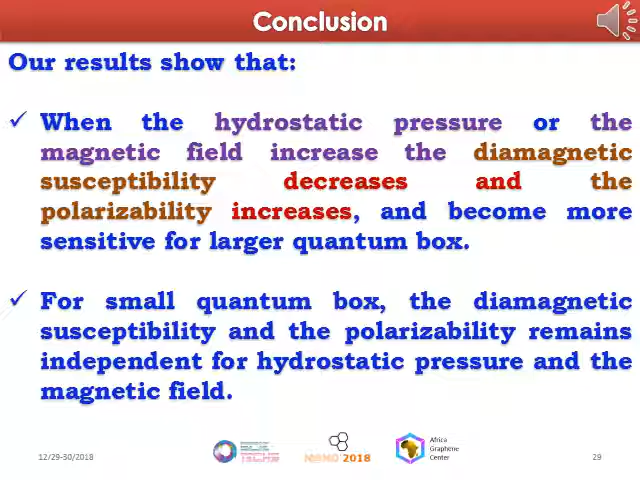 Conclusion
Our results show that:
✓ When the hydrostatic pressure or the
magnetic field increase the diamagnetic
susceptibility decreases and the
polarizability increases, and become more
sensitive for larger quantum box.
✓ For small quantum box, the diamagnetic
susceptibility and the polarizability remains
independent for hydrostatic pressure and the
magnetic field.
12/29-30/2018
2018
Africa
Graphene
Center
29